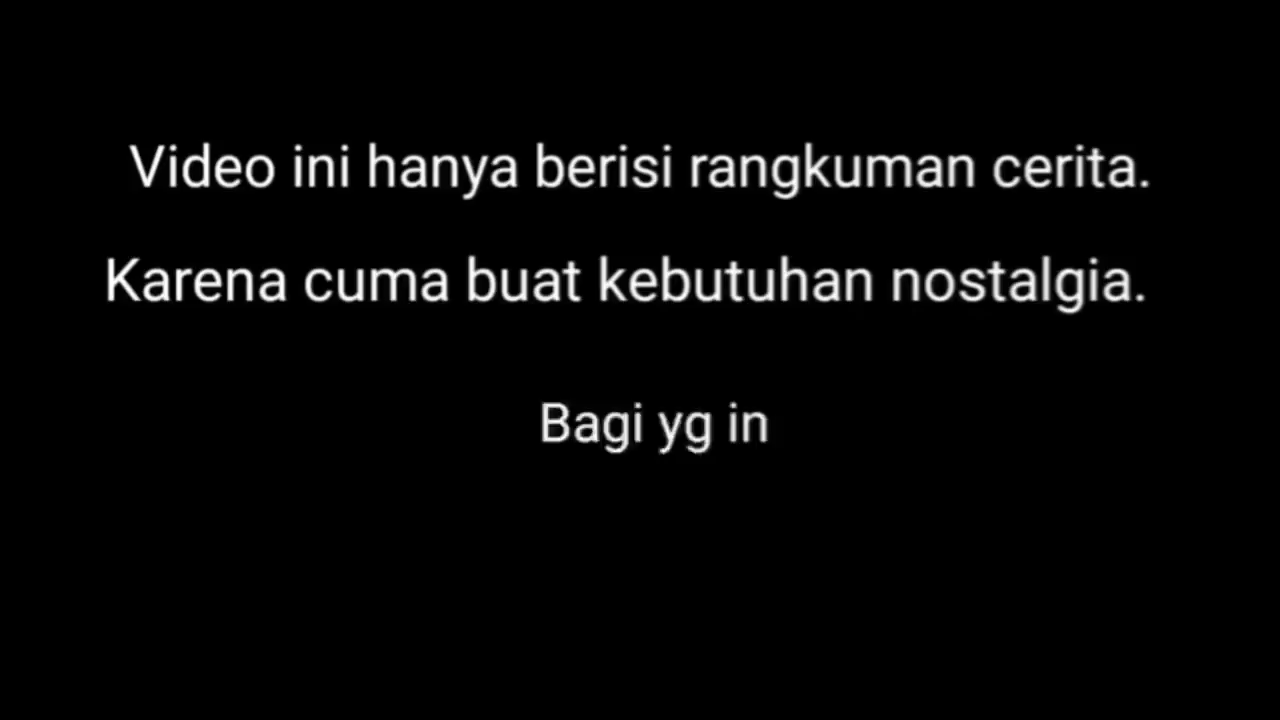 Video ini hanya berisi rangkuman cerita.
Karena cuma buat kebutuhan nostalgia.
Bagi yg in